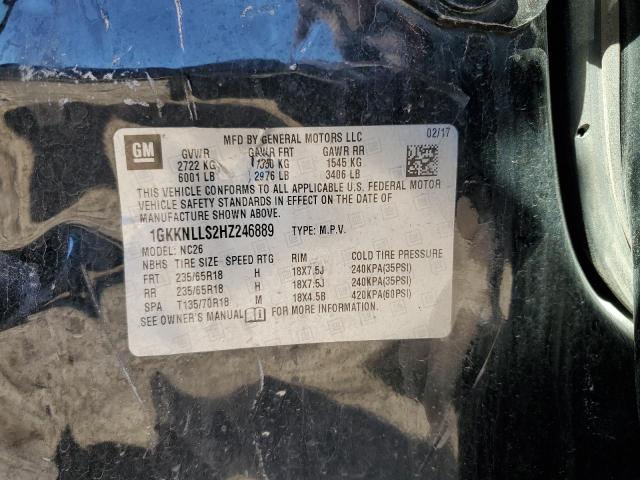 GM
MFD BY GENERAL MOTORS LLC 02/17
GVWR GAWR FRT GAWR RR
2722 KG 1350 KG 1545 KG
6001 LB 2976 LB 3406 LB
THIS VEHICLE CONFORMS TO ALL APPLICABLE U.S. FEDERAL MOTOR
VEHICLE SAFETY STANDARDS IN EFFECT ON THE DATE OF
MANUFACTURE SHOWN ABOVE.
1GKKNLLS2HZ246889 TYPE: M.P.V.
MODEL: NC26
NBHS TIRE SIZE SPEED RTG RIM COLD TIRE PRESSURE
FRT 235/65R18 H 18X7.5J 240KPA(35PSI)
RR 235/65R18 H 18X7.5J 240KPA(35PSI)
SPA T135/70R18 M 18X4.5B 420KPA(60PSI)
SEE OWNER'S MANUAL FOR MORE INFORMATION.